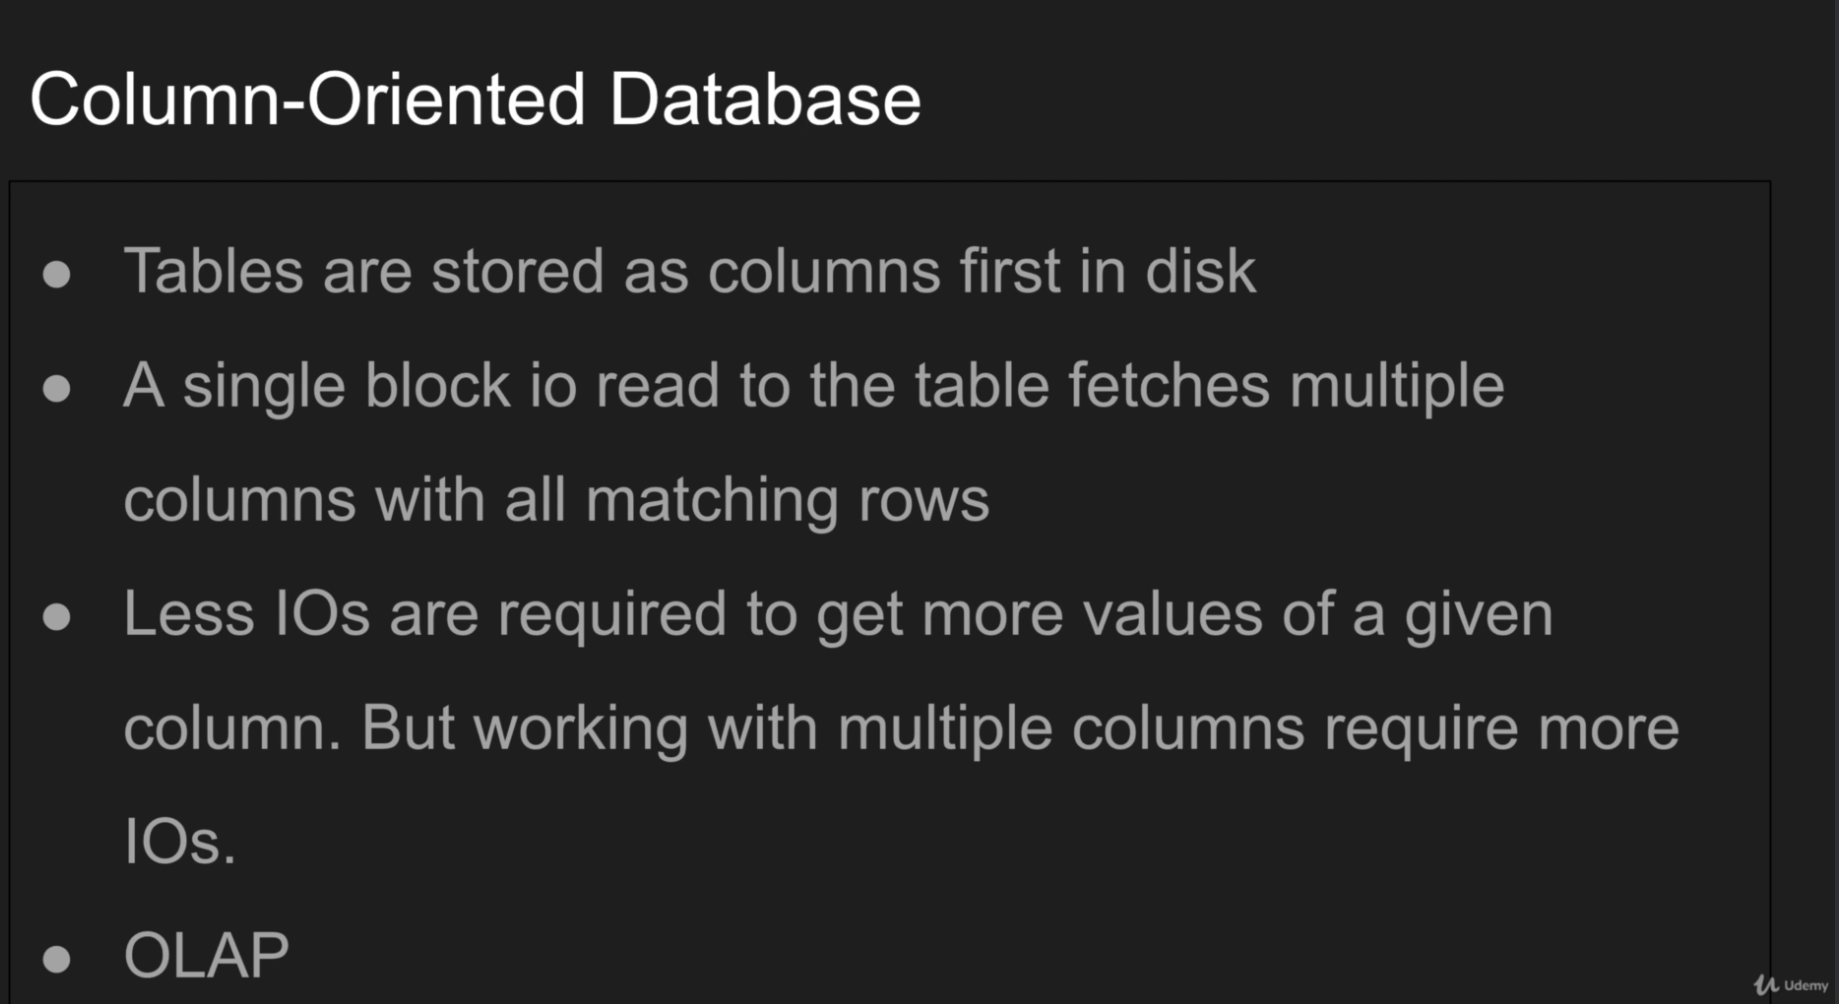 Column-Oriented Database
● Tables are stored as columns first in disk
● A single block io read to the table fetches multiple
columns with all matching rows
● Less IOs are required to get more values of a given
column. But working with multiple columns require more
IOs.
● OLAP
Udemy